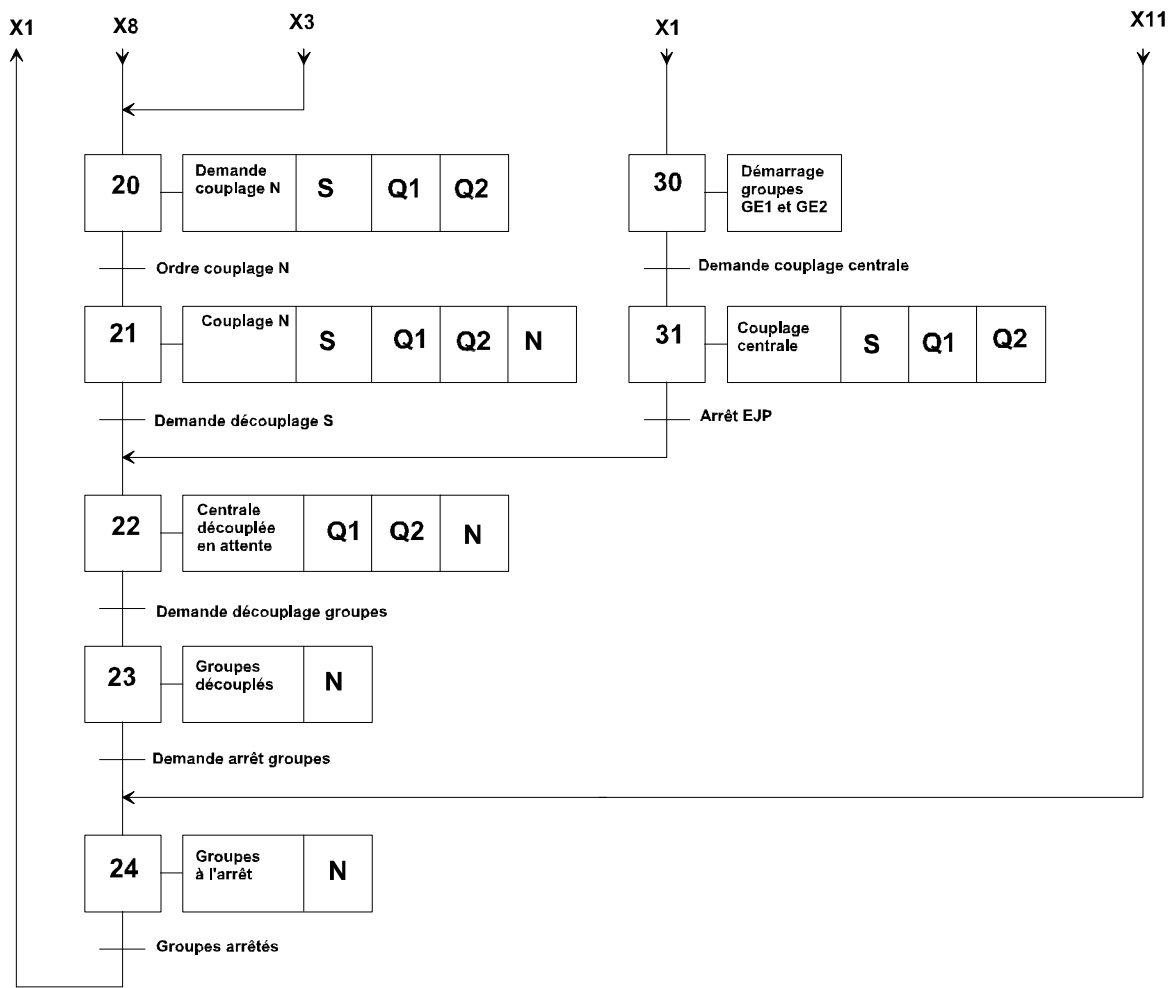 X1
X8
X3
X1
X11
20
Demande
couplage N
S
Q1
Q2
30
Démarrage
groupes
GE1 et GE2
Ordre couplage N
Demande couplage centrale
21
Couplage N
S
Q1
Q2
N
31
Couplage
centrale
S
Q1
Q2
Demande découplage S
Arrêt EJP
22
Centrale
découplée
en attente
Q1
Q2
N
Demande découplage groupes
23
Groupes
découplés
N
Demande arrêt groupes
24
Groupes
à l'arrêt
N
Groupes arrêtés